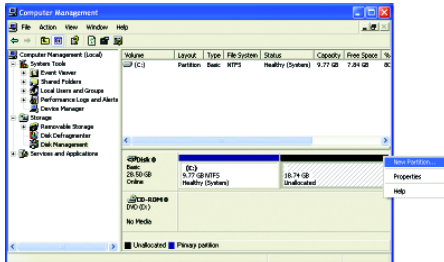 Computer Management
File Action View Window Help
Computer Management (Local)
System Tools
Event Viewer
Shared Folders
Local Users and Groups
Performance Logs and Alerts
Device Manager
Storage
Removable Storage
Disk Defragmenter
Disk Management
Services and Applications
Volume Layout Type File System Status Capacity Free Space %
(C:) Partition Basic NTFS Healthy (System) 9.77 GB 7.84 GB 80
Disk 0
Basic
28.50 GB
Online
(C:)
9.77 GB NTFS
Healthy (System)
18.74 GB
Unallocated
New Partition...
Properties
Help
CD-ROM 0
DVD (D:)
No Media
Unallocated Primary partition